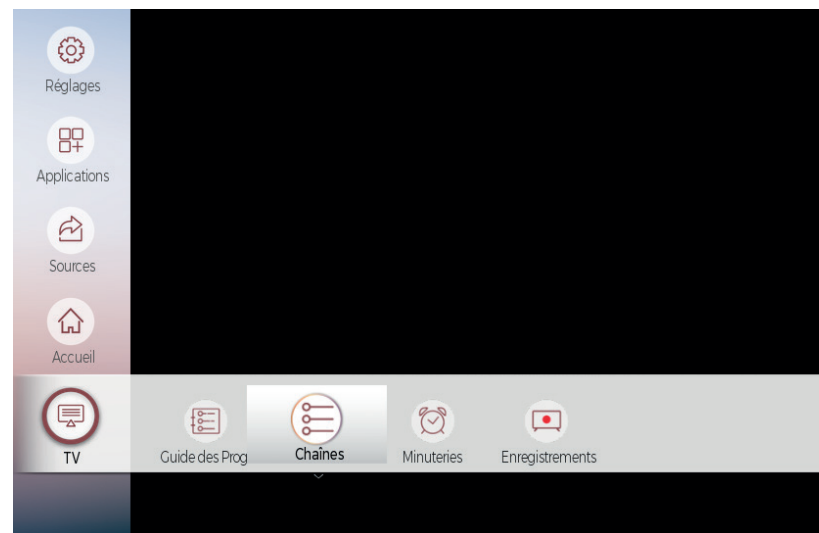 Réglages
Applications
Sources
Accueil
TV
Guide des Prog
Chaînes
Minuteries
Enregistrements